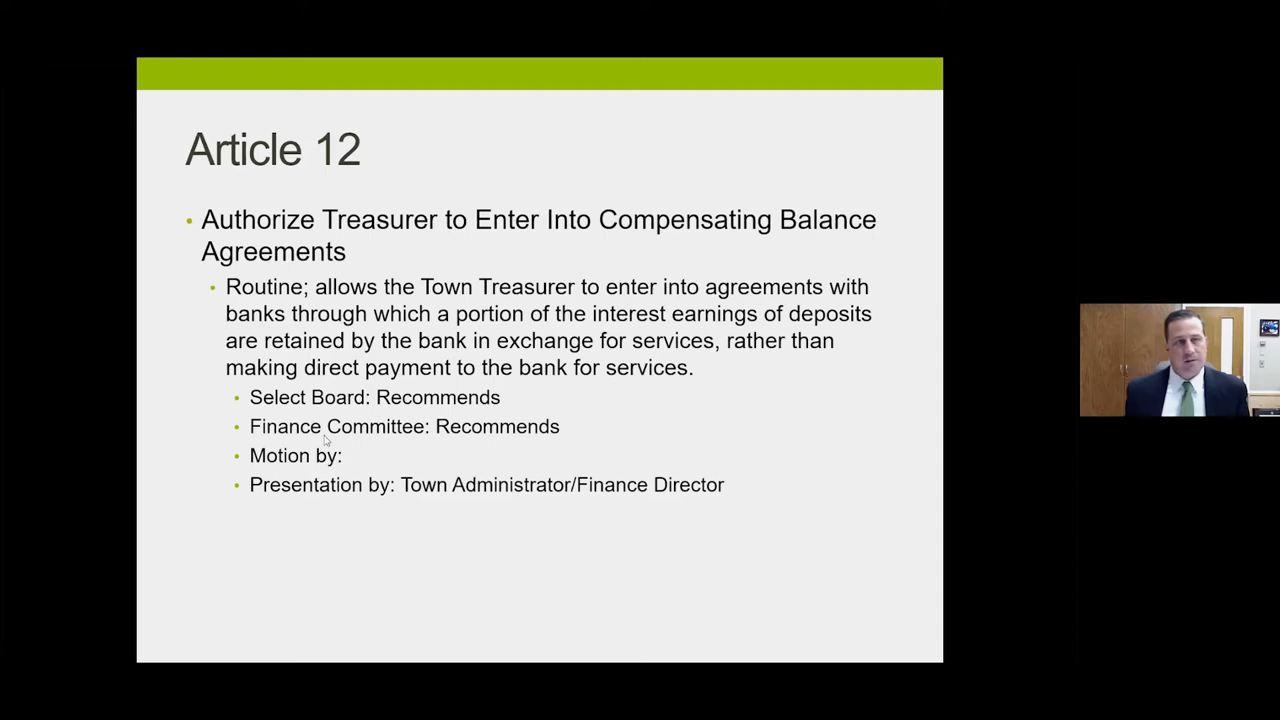 Article 12
• Authorize Treasurer to Enter Into Compensating Balance
Agreements
• Routine; allows the Town Treasurer to enter into agreements with
banks through which a portion of the interest earnings of deposits
are retained by the bank in exchange for services, rather than
making direct payment to the bank for services.
• Select Board: Recommends
• Finance Committee: Recommends
• Motion by:
• Presentation by: Town Administrator/Finance Director